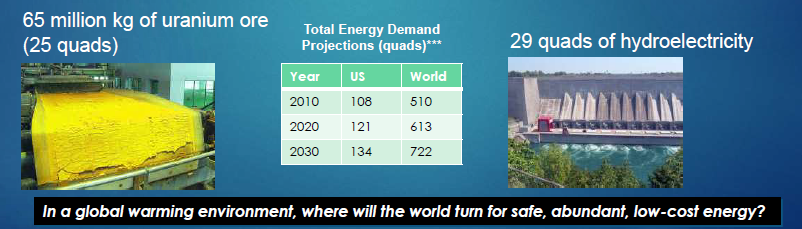 65 million kg of uranium ore
(25 quads)
Total Energy Demand
Projections (quads)***
Year US World
2010 108 510
2020 121 613
2030 134 722
29 quads of hydroelectricity
In a global warming environment, where will the world turn for safe, abundant, low-cost energy?